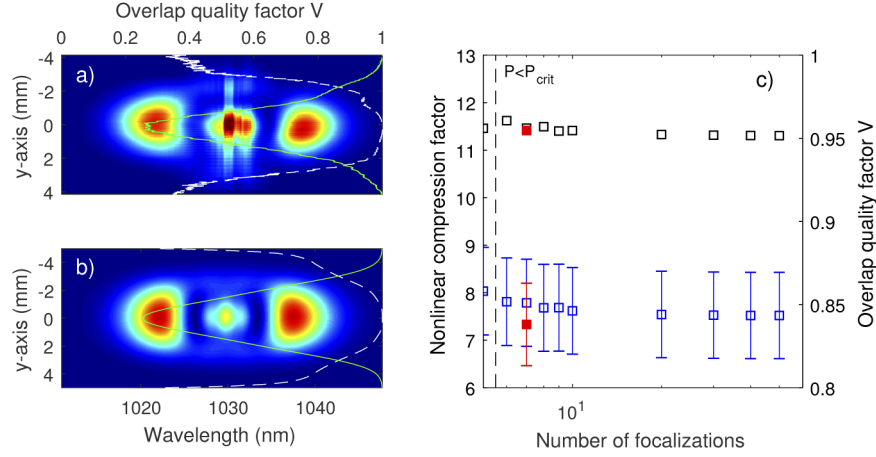 Overlap quality factor V
0 0.2 0.4 0.6 0.8 1
-4
-2
0
2
4
y-axis (mm)
a)
-4
-2
0
2
4
y-axis (mm)
b)
1020 1030 1040
Wavelength (nm)
13
12
11
10
9
8
7
6
Nonlinear compression factor
P<Pcrit
c)
1
0.95
0.9
0.85
0.8
Overlap quality factor V
10^1
Number of focalizations